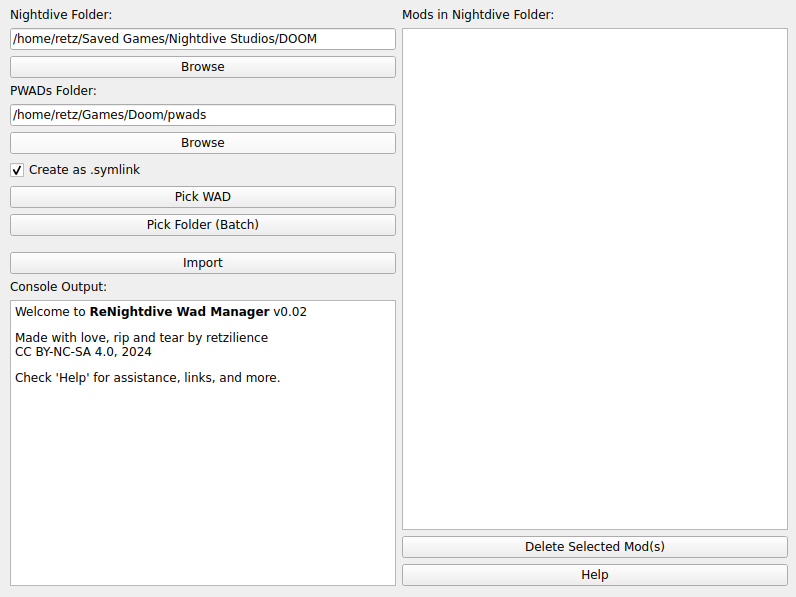 Nightdive Folder:
/home/retz/Saved Games/Nightdive Studios/DOOM
Browse
PWADs Folder:
/home/retz/Games/Doom/pwads
Browse
Create as .symlink
Pick WAD
Pick Folder (Batch)
Import
Console Output:
Welcome to ReNightdive Wad Manager v0.02
Made with love, rip and tear by retzilience
CC BY-NC-SA 4.0, 2024
Check 'Help' for assistance, links, and more.
Mods in Nightdive Folder:
Delete Selected Mod(s)
Help